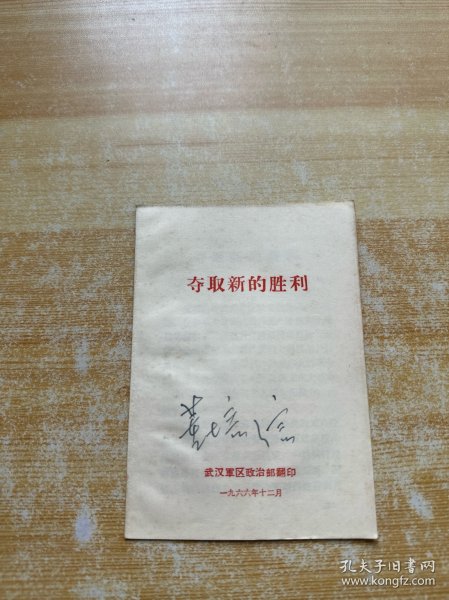 夺取新的胜利
武汉軍区政治部翻印
一九六六年十二月
孔夫子旧书网
www.kongfz.com